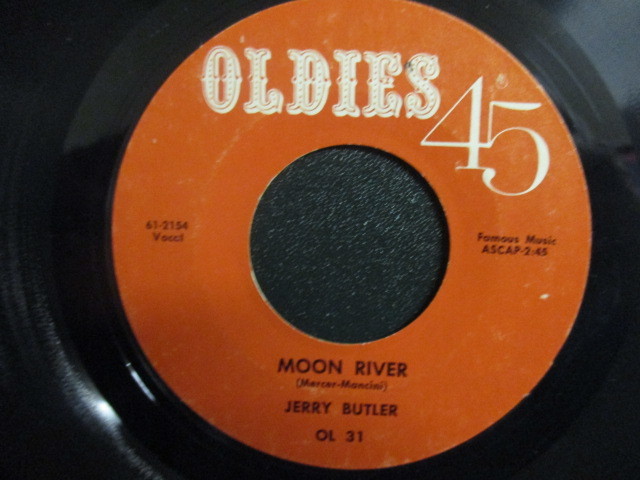 OLDIES
45
61-2154
Vocal
Famous Music
ASCAP-2:45
MOON RIVER
(Mercer-Mancini)
JERRY BUTLER
OL 31